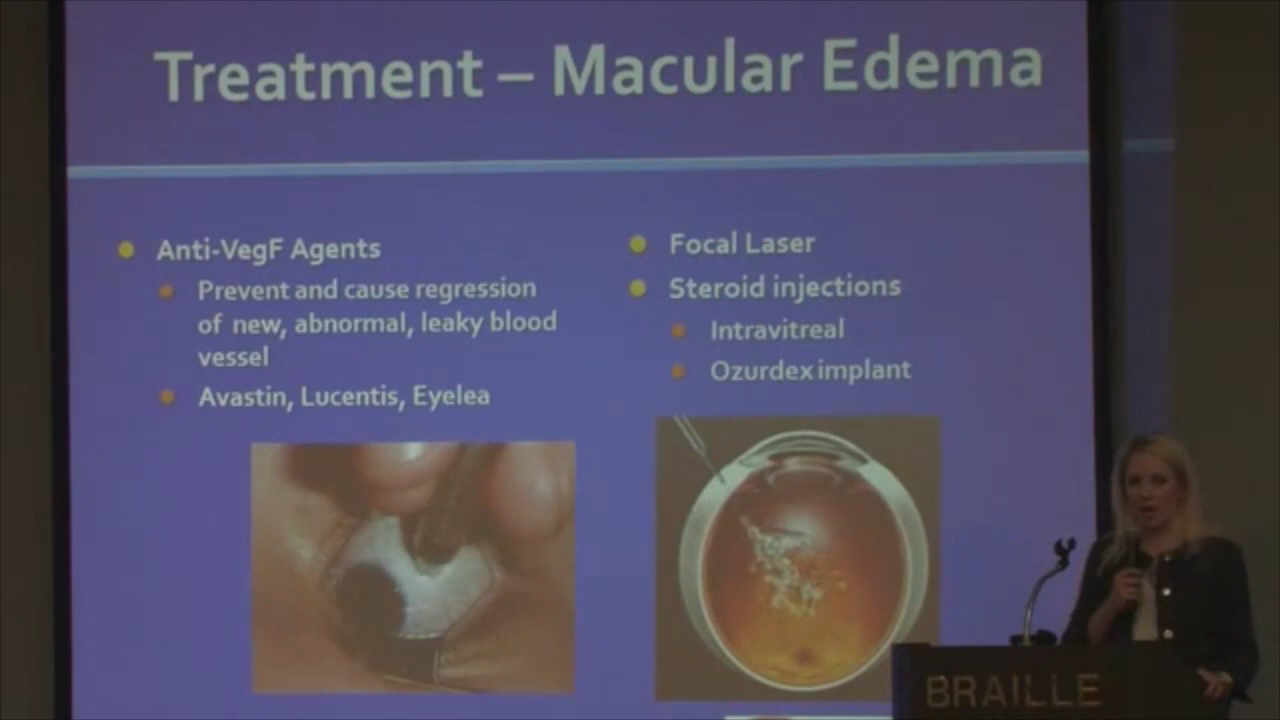 Treatment – Macular Edema
Anti-VegF Agents
Prevent and cause regression
of new, abnormal, leaky blood
vessel
Avastin, Lucentis, Eyelea
Focal Laser
Steroid injections
Intravitreal
Ozurdex implant
BRAILLE